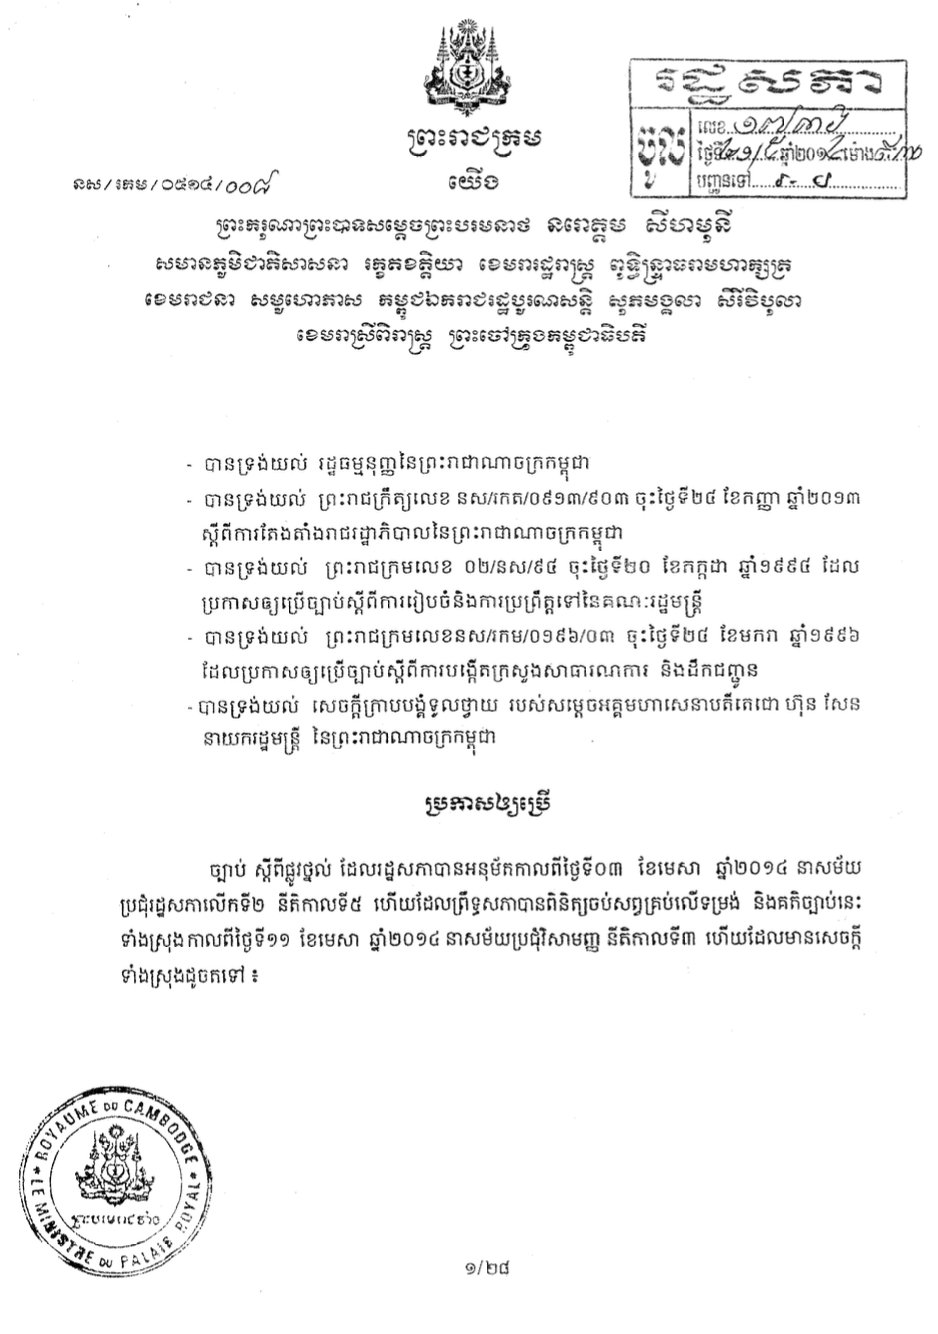 ព្រះរាជក្រម
រដ្ឋសភា
បូល
លេខ
ថ្ងៃទី ឆ្នាំ២០១៤ ម៉ោង
បញ្ជូនទៅ
នស/រកម/០៥១៤/០០៨
យើង
ព្រះករុណាព្រះបាទសម្តេចព្រះបរមនាថ នរោត្តម សីហមុនី
សមានភូមិជាតិសាសនា រក្ខតខត្តិយា ខេមរារដ្ឋរាស្ត្រ ពុទ្ធិន្ទ្រាធរាមហាក្សត្រ
ខេមរាជនា សមូហោភាស កម្ពុជឯករាជរដ្ឋបូរណសន្តិ សុភមង្គលា សិរីវិបុលា
ខេមរាស្រីពិរាស្ត្រ ព្រះចៅក្រុងកម្ពុជាធិបតី
- បានទ្រង់យល់ រដ្ឋធម្មនុញ្ញនៃព្រះរាជាណាចក្រកម្ពុជា
- បានទ្រង់យល់ ព្រះរាជក្រឹត្យលេខ នស/រកត/០៩១៣/៩០៣ ចុះថ្ងៃទី២៤ ខែកញ្ញា ឆ្នាំ២០១៣
ស្តីពីការតែងតាំងរាជរដ្ឋាភិបាលនៃព្រះរាជាណាចក្រកម្ពុជា
- បានទ្រង់យល់ ព្រះរាជក្រមលេខ ០២/នស/៩៤ ចុះថ្ងៃទី២០ ខែកក្កដា ឆ្នាំ១៩៩៤ ដែល
ប្រកាសឲ្យប្រើច្បាប់ស្តីពីការរៀបចំនិងការប្រព្រឹត្តទៅនៃគណៈរដ្ឋមន្ត្រី
- បានទ្រង់យល់ ព្រះរាជក្រមលេខនស/រកម/០១៩៦/០៣ ចុះថ្ងៃទី២៤ ខែមករា ឆ្នាំ១៩៩៦
ដែលប្រកាសឲ្យប្រើច្បាប់ស្តីពីការបង្កើតក្រសួងសាធារណការ និងដឹកជញ្ជូន
- បានទ្រង់យល់ សេចក្តីក្រាបបង្គំទូលថ្វាយ របស់សម្តេចអគ្គមហាសេនាបតីតេជោ ហ៊ុន សែន
នាយករដ្ឋមន្ត្រី នៃព្រះរាជាណាចក្រកម្ពុជា
ប្រកាសឲ្យប្រើ
ច្បាប់ ស្តីពីផ្លូវថ្នល់ ដែលរដ្ឋសភាបានអនុម័តកាលពីថ្ងៃទី០៣ ខែមេសា ឆ្នាំ២០១៤ នាសម័យ
ប្រជុំរដ្ឋសភាលើកទី២ នីតិកាលទី៥ ហើយដែលព្រឹទ្ធសភាបានពិនិត្យចប់សព្វគ្រប់លើទម្រង់ និងគតិច្បាប់នេះ
ទាំងស្រុងកាលពីថ្ងៃទី១១ ខែមេសា ឆ្នាំ២០១៤ នាសម័យប្រជុំវិសាមញ្ញ នីតិកាលទី៣ ហើយដែលមានសេចក្តី
ទាំងស្រុងដូចតទៅ ៖
ROYAUME DU CAMBODGE
LE MINISTRE DU PALAIS ROYAL
១/២៨